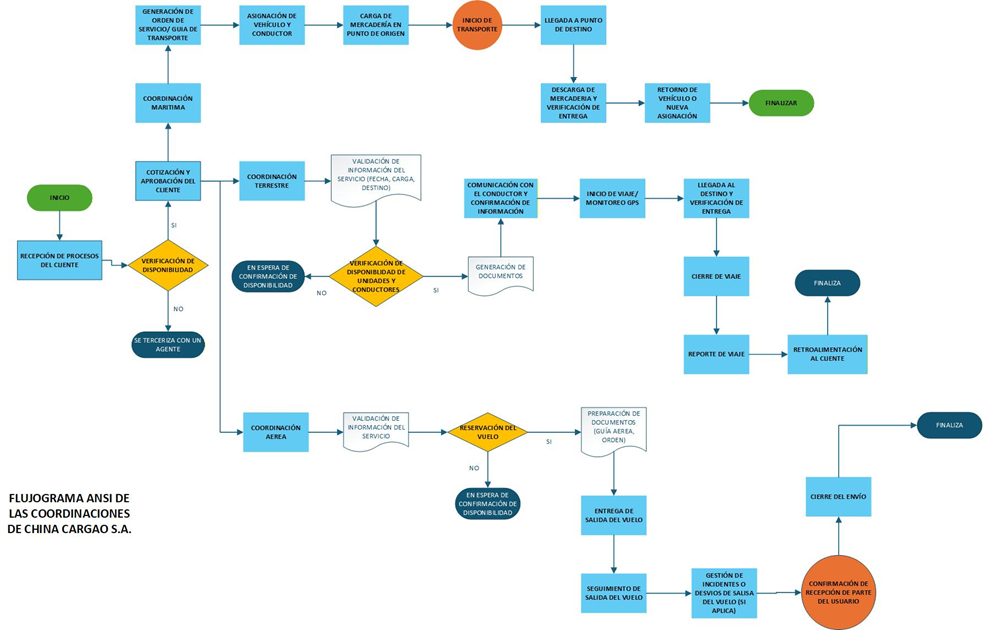 GENERACIÓN DE
ORDEN DE
SERVICIO/ GUIA DE
TRANSPORTE
ASIGNACIÓN DE
VEHÍCULO Y
CONDUCTOR
CARGA DE
MERCADERÍA EN
PUNTO DE ORIGEN
INICIO DE
TRANSPORTE
LLEGADA A PUNTO
DE DESTINO
COORDINACIÓN
MARITIMA
DESCARGA DE
MERCADERIA Y
VERIFICACIÓN DE
ENTREGA
RETORNO DE
VEHÍCULO O
NUEVA
ASIGNACIÓN
FINALIZAR
COTIZACIÓN Y
APROBACIÓN DEL
CLIENTE
COORDINACIÓN
TERRESTRE
VALIDACIÓN DE
INFORMACIÓN DEL
SERVICIO (FECHA, CARGA,
DESTINO)
COMUNICACIÓN CON
EL CONDUCTOR Y
CONFIRMACIÓN DE
INFORMACIÓN
INICIO DE VIAJE/
MONITOREO GPS
LLEGADA AL
DESTINO Y
VERIFICACIÓN DE
ENTREGA
INICIO
SI
RECEPCIÓN DE PROCESOS
DEL CLIENTE
VERIFICACIÓN DE
DISPONIBILIDAD
EN ESPERA DE
CONFIRMACIÓN DE
DISPONIBILIDAD
NO
VERIFICACIÓN DE
DISPONIBLIDAD DE
UNIDADES Y
CONDUCTORES
SI
GENERACIÓN DE
DOCUMENTOS
CIERRE DE VIAJE
FINALIZA
NO
SE TERCERIZA CON UN
AGENTE
REPORTE DE VIAJE
RETROALIMENTACIÓN
AL CLIENTE
COORDINACIÓN
AEREA
VALIDACIÓN DE
INFORMACIÓN DEL
SERVICIO
RESERVACIÓN DEL
VUELO
SI
PREPARACIÓN DE
DOCUMENTOS
(GUÍA AEREA,
ORDEN)
FINALIZA
NO
EN ESPERA DE
CONFIRMACIÓN DE
DISPONIBILIDAD
FLUJOGRAMA ANSI DE
LAS COORDINACIONES
DE CHINA CARGAO S.A.
ENTREGA DE
SALIDA DEL VUELO
CIERRE DEL ENVÍO
SEGUIMIENTO DE
SALIDA DEL VUELO
GESTIÓN DE
INCIDENTES O
DESVIOS DE SALISA
DEL VUELO (SI
APLICA)
CONFIRMACIÓN DE
RECEPCIÓN DE PARTE
DEL USUARIO